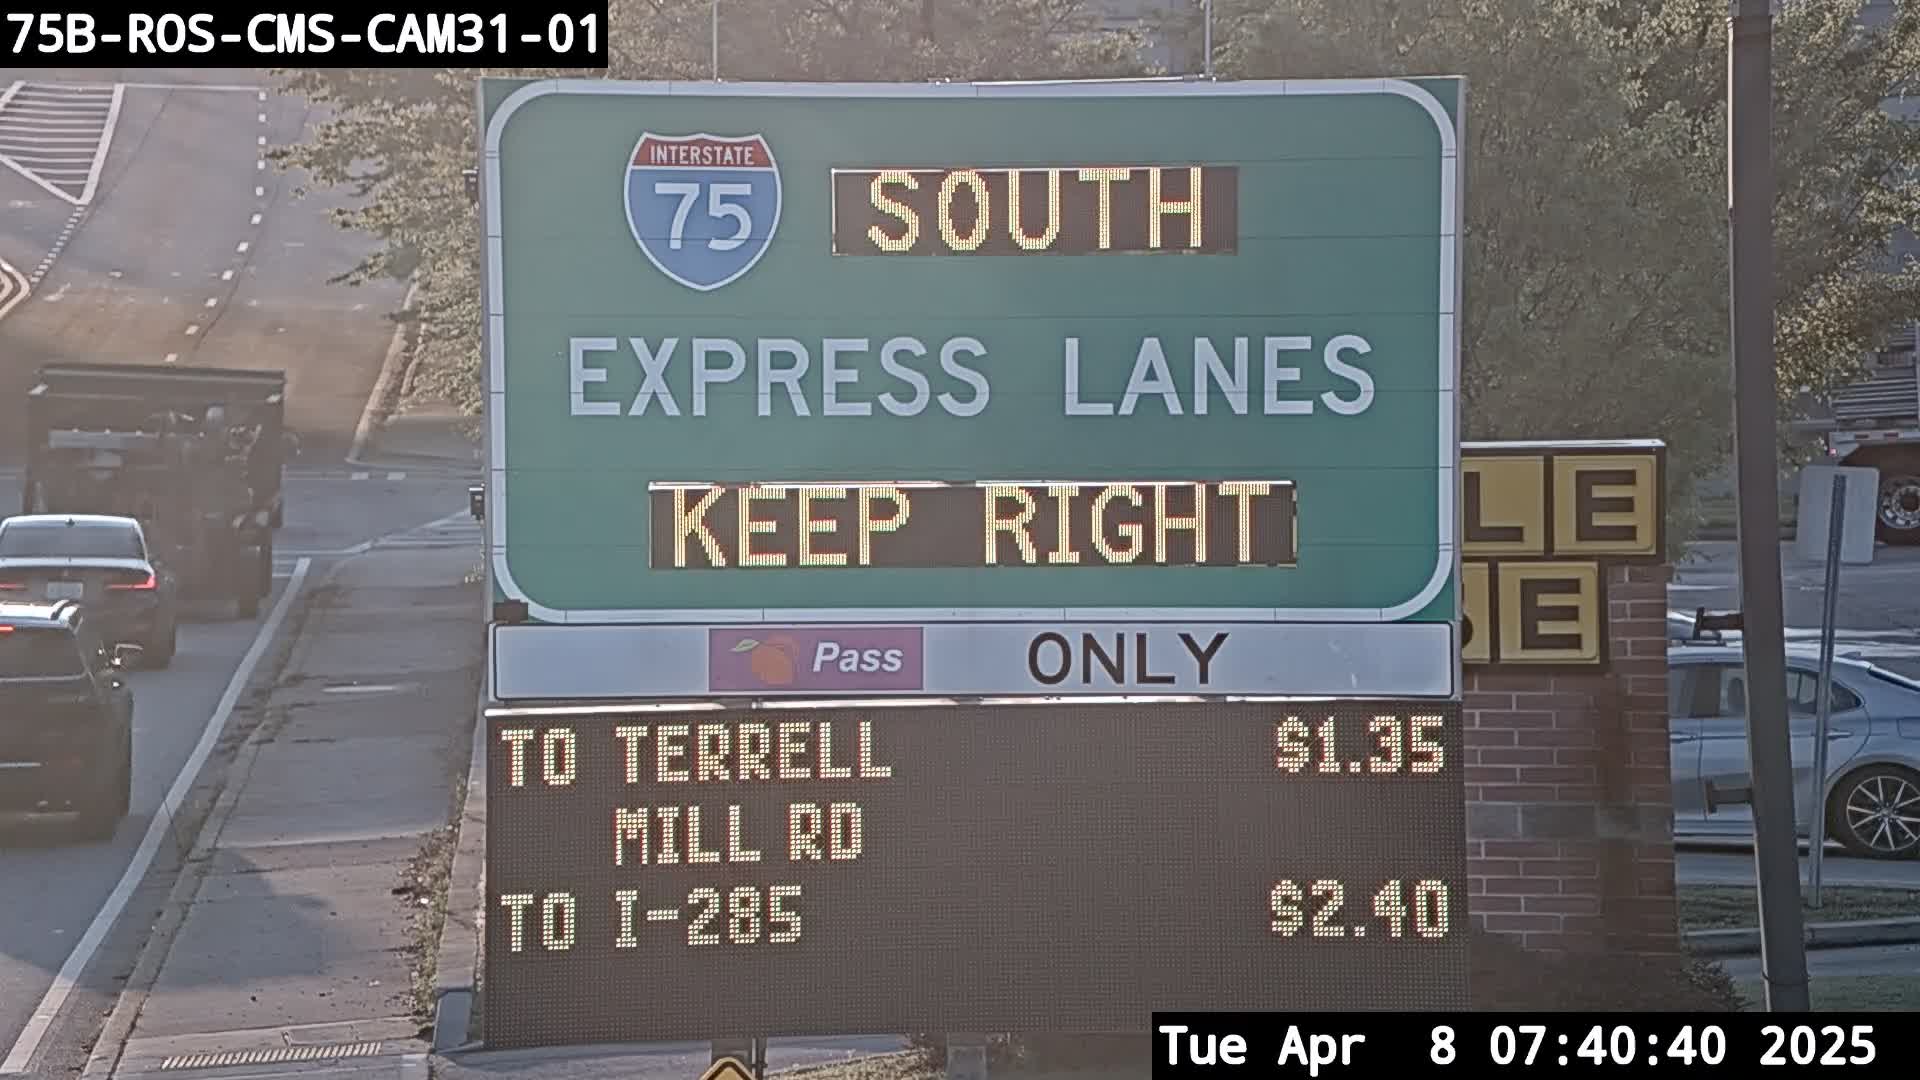 75B-ROS-CMS-CAM31-01
INTERSTATE
75
SOUTH
EXPRESS LANES
KEEP RIGHT
LE
E
Pass ONLY
TO TERRELL $1.35
MILL RD
TO I-285 $2.40
Tue Apr 8 07:40:40 2025